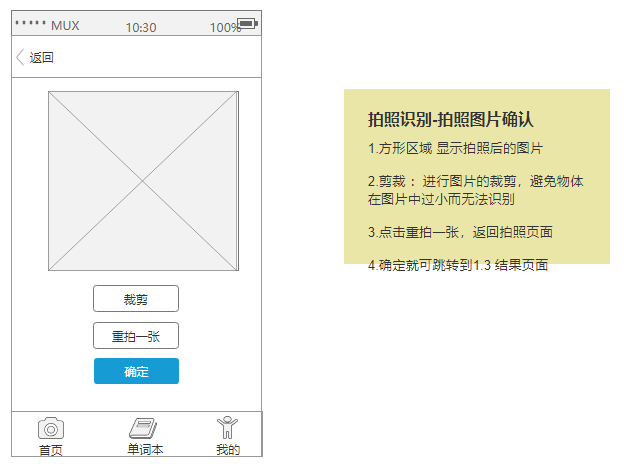 MUX 10:30 100%
返回
裁剪
重拍一张
确定
首页 单词本 我的
拍照识别-拍照图片确认
1.方形区域 显示拍照后的图片
2.剪裁 ：进行图片的裁剪，避免物体
在图片中过小而无法识别
3.点击重拍一张，返回拍照页面
4.确定就可跳转到1.3 结果页面